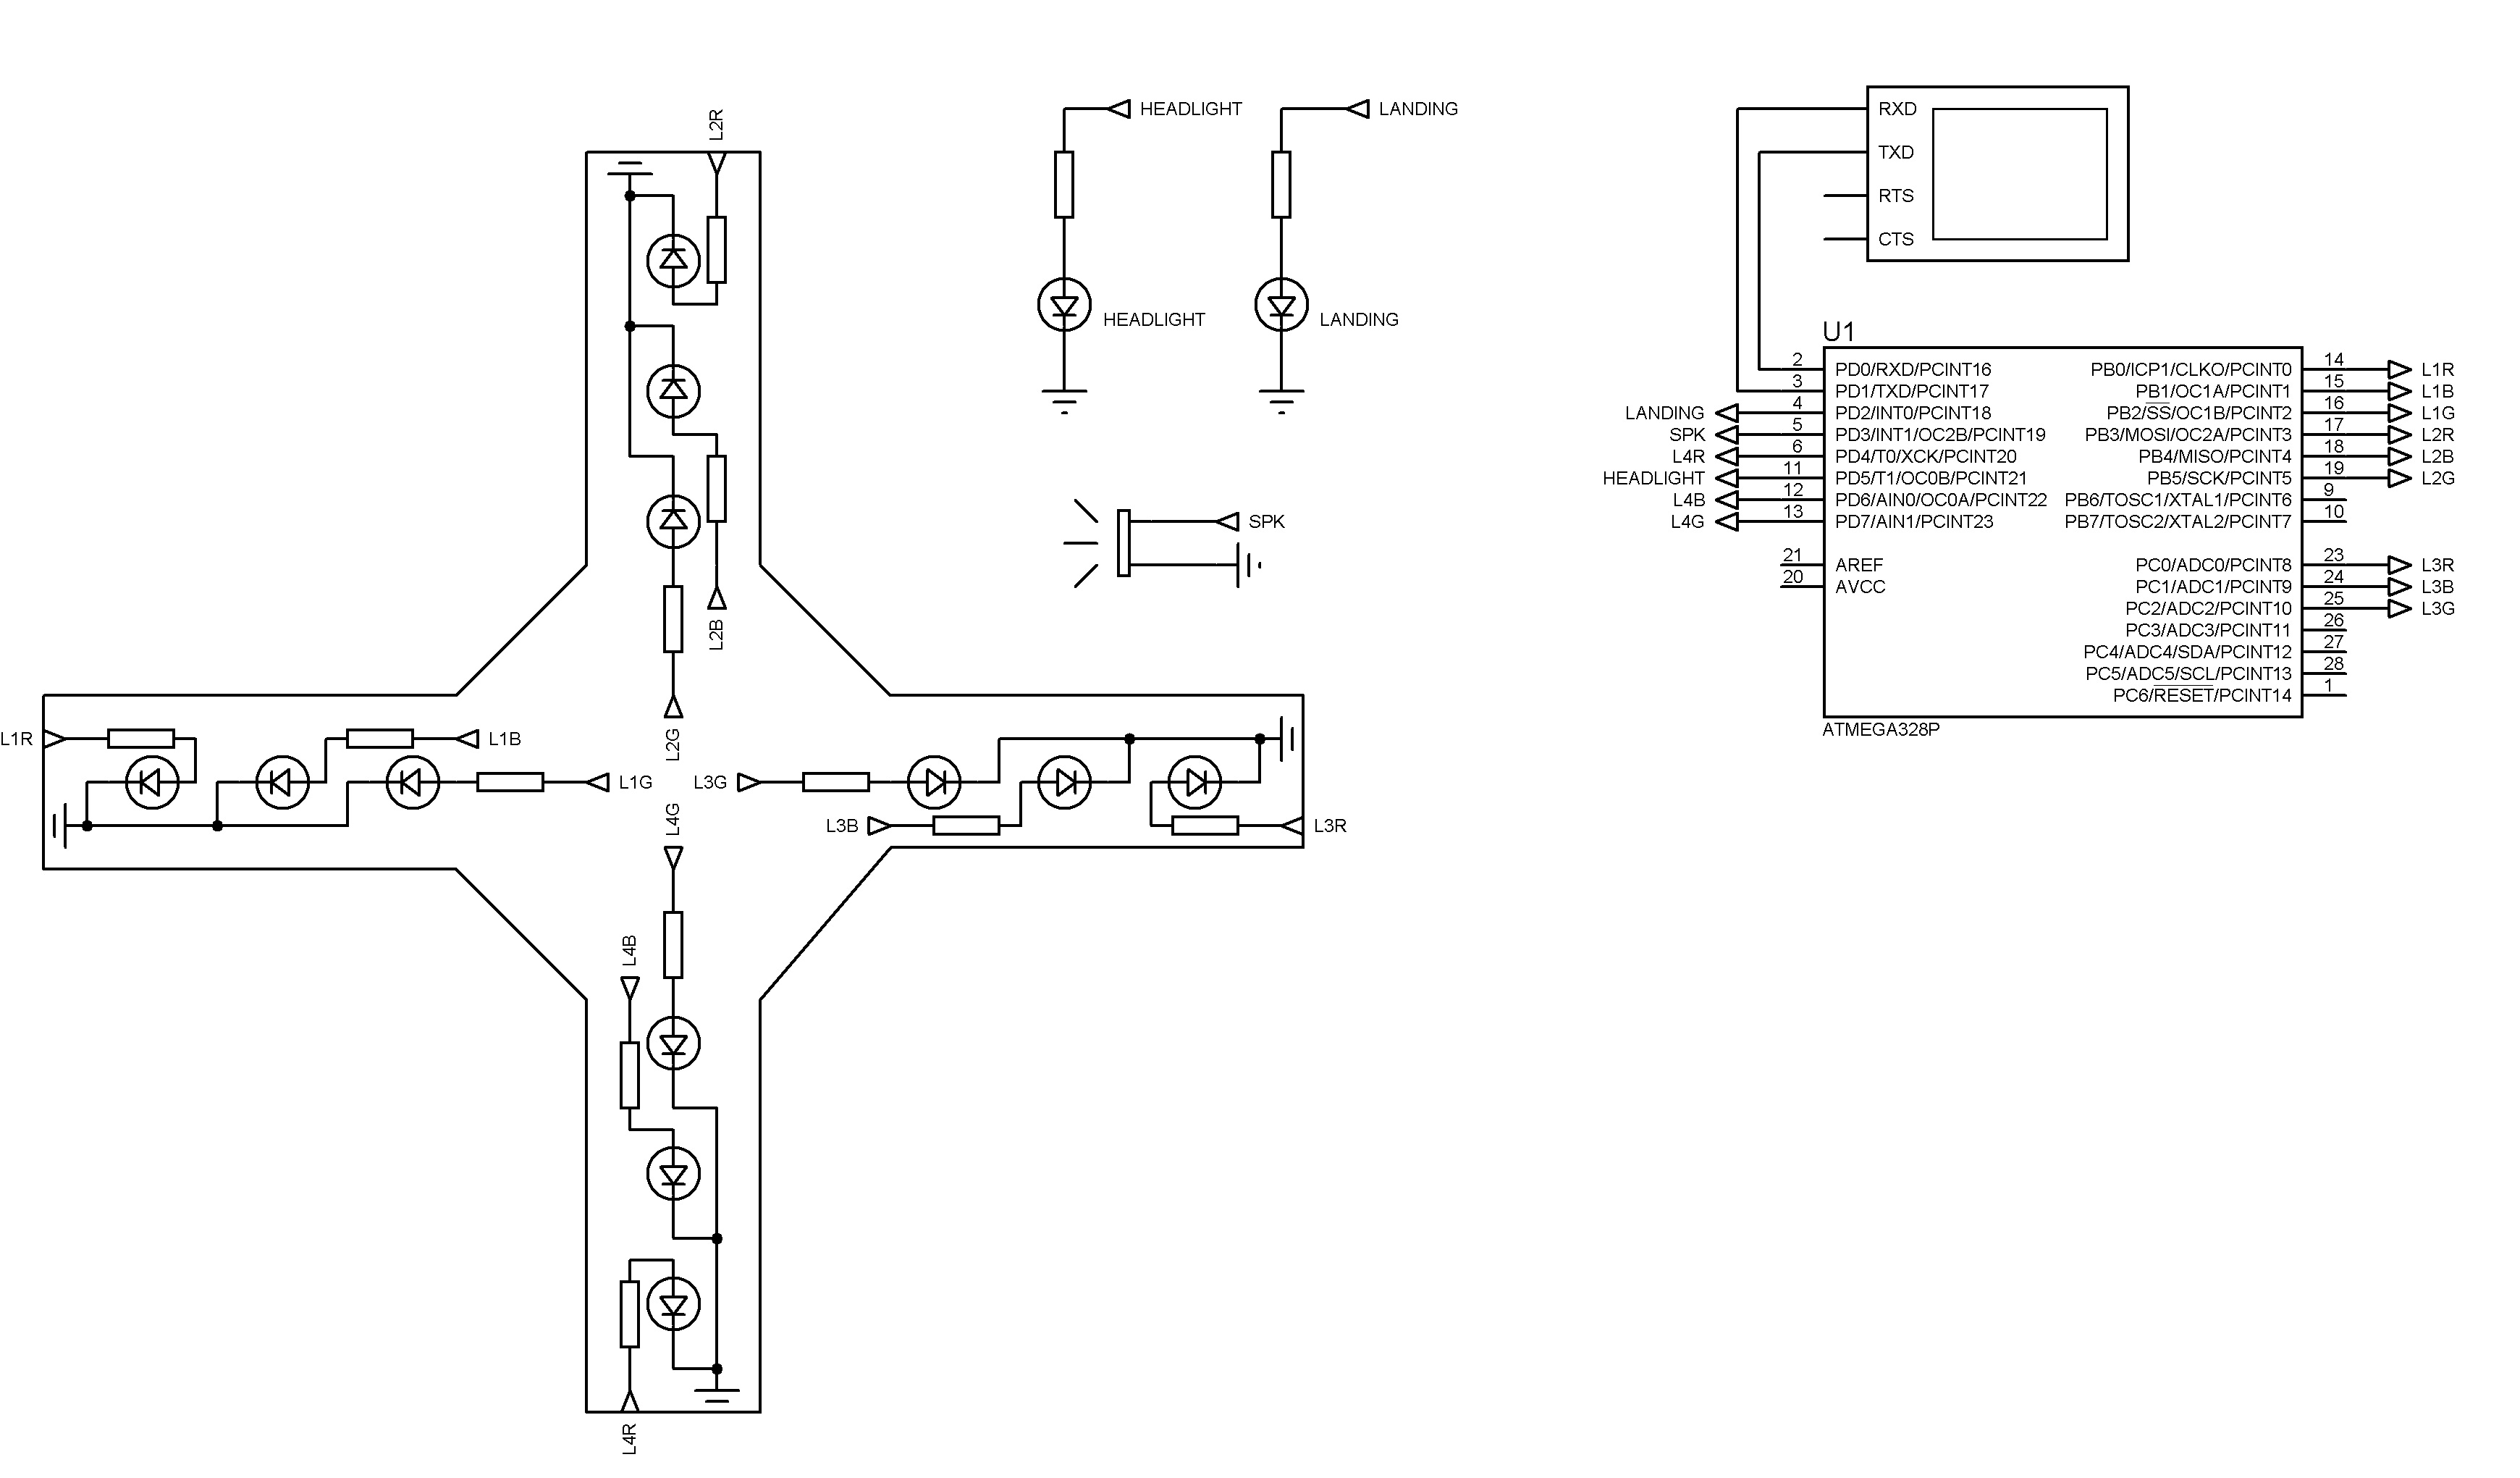 L2R
HEADLIGHT
LANDING
HEADLIGHT
LANDING
SPK
L2B
L2G
L1R
L1B
L1G
L3G
L3B
L3R
L4G
L4B
L4R
RXD
TXD
RTS
CTS
U1
2 PD0/RXD/PCINT16 PB0/ICP1/CLKO/PCINT0 14 L1R
3 PD1/TXD/PCINT17 PB1/OC1A/PCINT1 15 L1B
LANDING 4 PD2/INT0/PCINT18 PB2/SS/OC1B/PCINT2 16 L1G
SPK 5 PD3/INT1/OC2B/PCINT19 PB3/MOSI/OC2A/PCINT3 17 L2R
L4R 6 PD4/T0/XCK/PCINT20 PB4/MISO/PCINT4 18 L2B
HEADLIGHT 11 PD5/T1/OC0B/PCINT21 PB5/SCK/PCINT5 19 L2G
L4B 12 PD6/AIN0/OC0A/PCINT22 PB6/TOSC1/XTAL1/PCINT6 9
L4G 13 PD7/AIN1/PCINT23 PB7/TOSC2/XTAL2/PCINT7 10
21 AREF PC0/ADC0/PCINT8 23 L3R
20 AVCC PC1/ADC1/PCINT9 24 L3B
PC2/ADC2/PCINT10 25 L3G
PC3/ADC3/PCINT11 26
PC4/ADC4/SDA/PCINT12 27
PC5/ADC5/SCL/PCINT13 28
PC6/RESET/PCINT14 1
ATMEGA328P